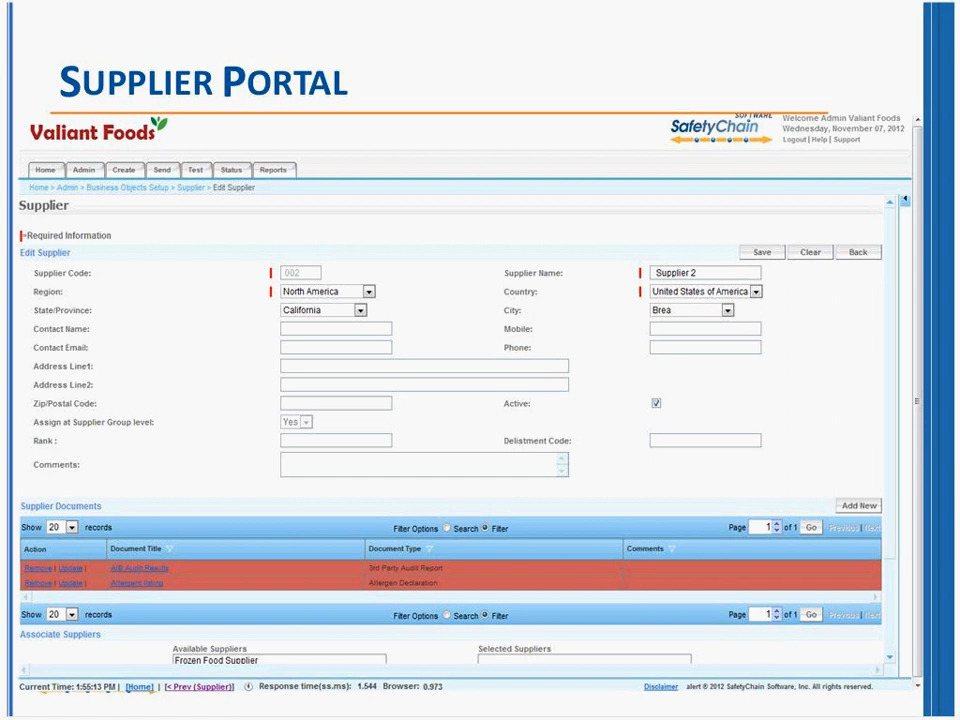 SUPPLIER PORTAL
Valiant Foods
SOFTWARE
SafetyChain
Welcome Admin Valiant Foods
Wednesday, November 07, 2012
Logout | Help | Support
Home Admin Create Send Test Status Reports
Home > Admin > Business Objects Setup > Supplier > Edit Supplier
Supplier
=Required Information
Edit Supplier Save Clear Back
Supplier Code: 002 Supplier Name: Supplier 2
Region: North America Country: United States of America
State/Province: California City: Brea
Contact Name: Mobile:
Contact Email: Phone:
Address Line1:
Address Line2:
Zip/Postal Code: Active:
Assign at Supplier Group level: Yes
Rank : Delistment Code:
Comments:
Supplier Documents Add New
Show 20 records Filter Options Search Filter Page 1 of 1 Go Previous | Next
Action Document Title Document Type Comments
Remove | Update | AIB Audit Results 3rd Party Audit Report
Remove | Update | Allergent listing Allergen Declaration
Show 20 records Filter Options Search Filter Page 1 of 1 Go Previous | Next
Associate Suppliers
Available Suppliers Selected Suppliers
Frozen Food Supplier
Current Time: 1:55:13 PM | [Home] | [< Prev (Supplier)] Response time(ss.ms): 1.544 Browser: 0.973 Disclaimer alert ® 2012 SafetyChain Software, Inc. All rights reserved.